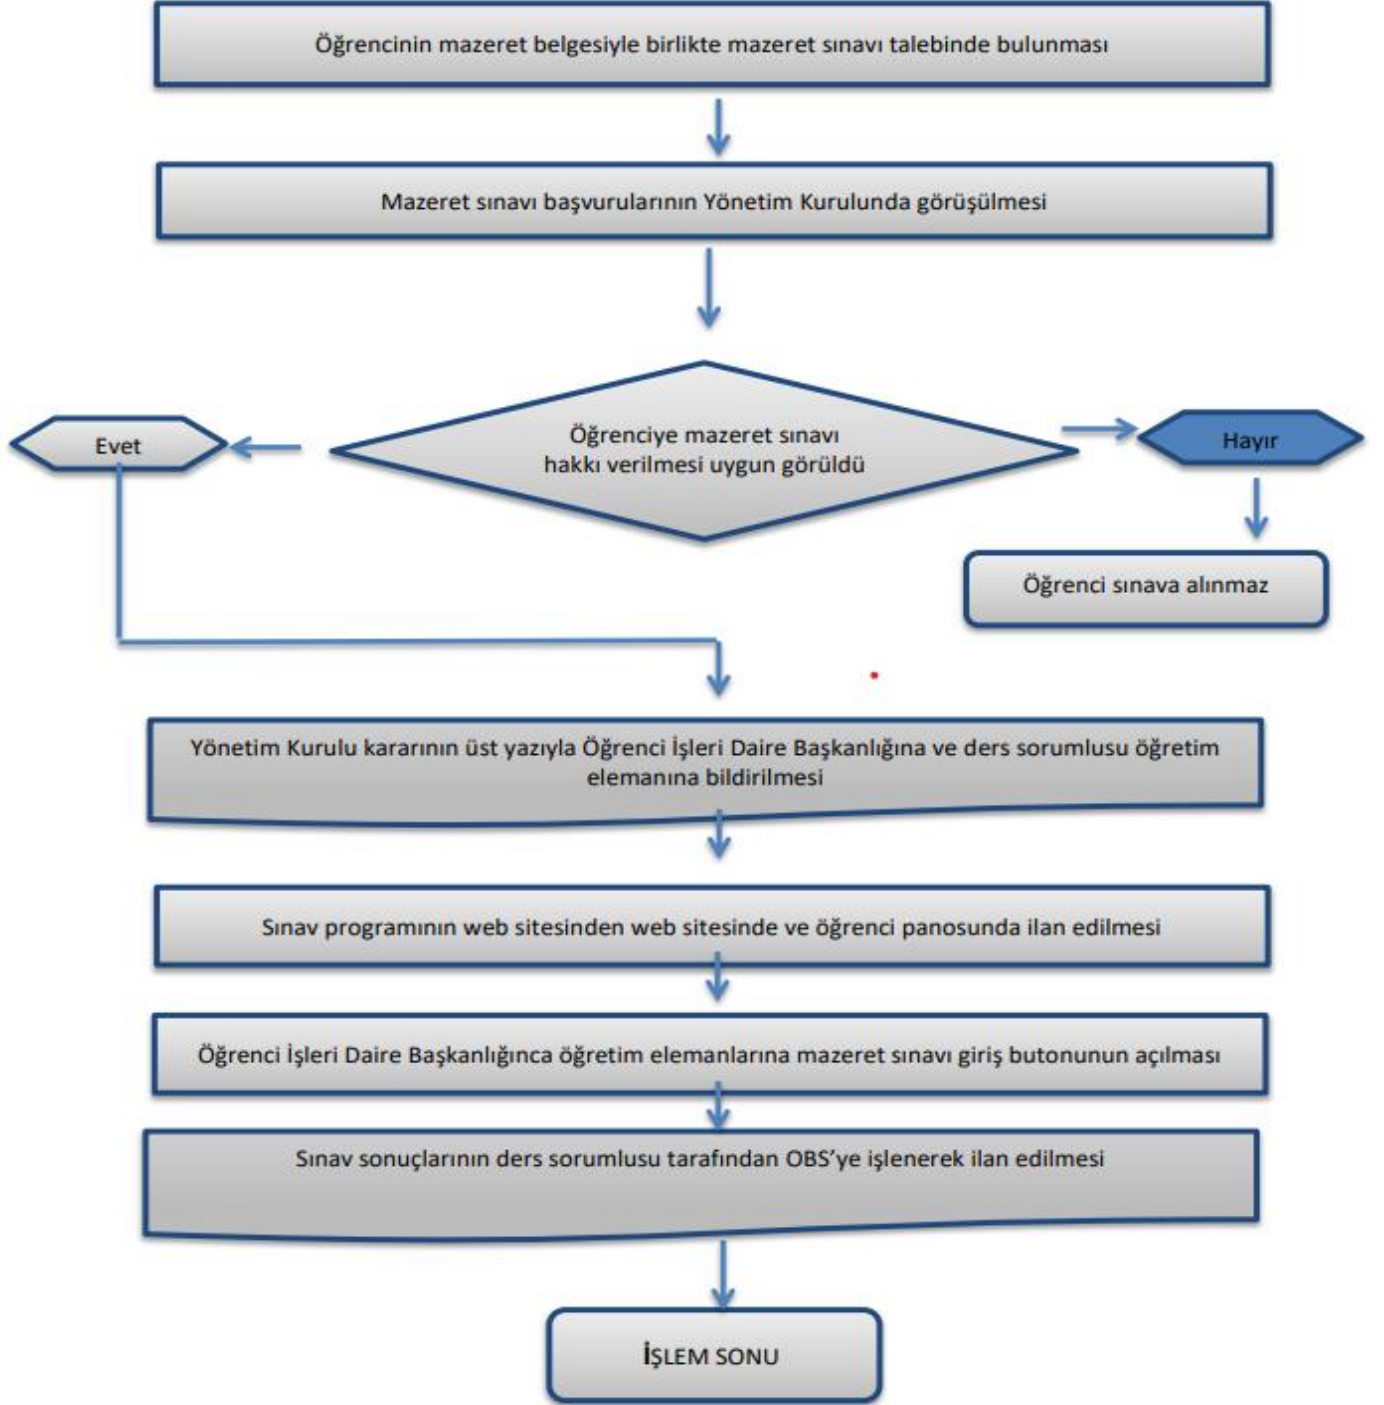 Öğrencinin mazeret belgesiyle birlikte mazeret sınavı talebinde bulunması
Mazeret sınavı başvurularının Yönetim Kurulunda görüşülmesi
Öğrenciye mazeret sınavı
hakkı verilmesi uygun görüldü
Evet
Hayır
Öğrenci sınava alınmaz
Yönetim Kurulu kararının üst yazıyla Öğrenci İşleri Daire Başkanlığına ve ders sorumlusu öğretim
elemanına bildirilmesi
Sınav programının web sitesinden web sitesinde ve öğrenci panosunda ilan edilmesi
Öğrenci İşleri Daire Başkanlığınca öğretim elemanlarına mazeret sınavı giriş butonunun açılması
Sınav sonuçlarının ders sorumlusu tarafından OBS’ye işlenerek ilan edilmesi
İŞLEM SONU